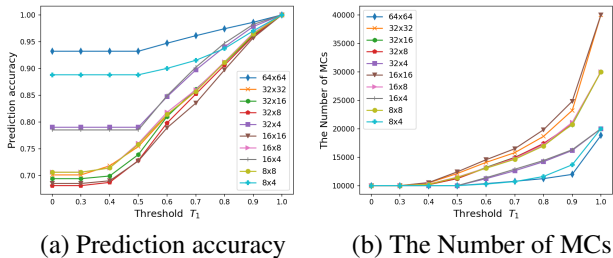 1.00
0.95
0.90
0.85
0.80
0.75
0.70
Prediction accuracy
64x64
32x32
32x16
32x8
32x4
16x16
16x8
16x4
8x8
8x4
0 0.3 0.4 0.5 0.6 0.7 0.8 0.9 1.0
Threshold T₁
(a) Prediction accuracy
40000
35000
30000
25000
20000
15000
10000
The Number of MCs
64x64
32x32
32x16
32x8
32x4
16x16
16x8
16x4
8x8
8x4
0 0.3 0.4 0.5 0.6 0.7 0.8 0.9 1.0
Threshold T₁
(b) The Number of MCs